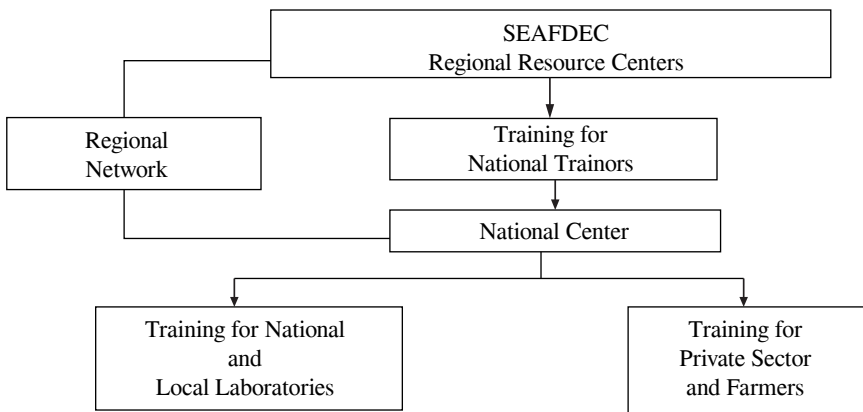 SEAFDEC
Regional Resource Centers
Regional
Network
Training for
National Trainors
National Center
Training for National
and
Local Laboratories
Training for
Private Sector
and Farmers